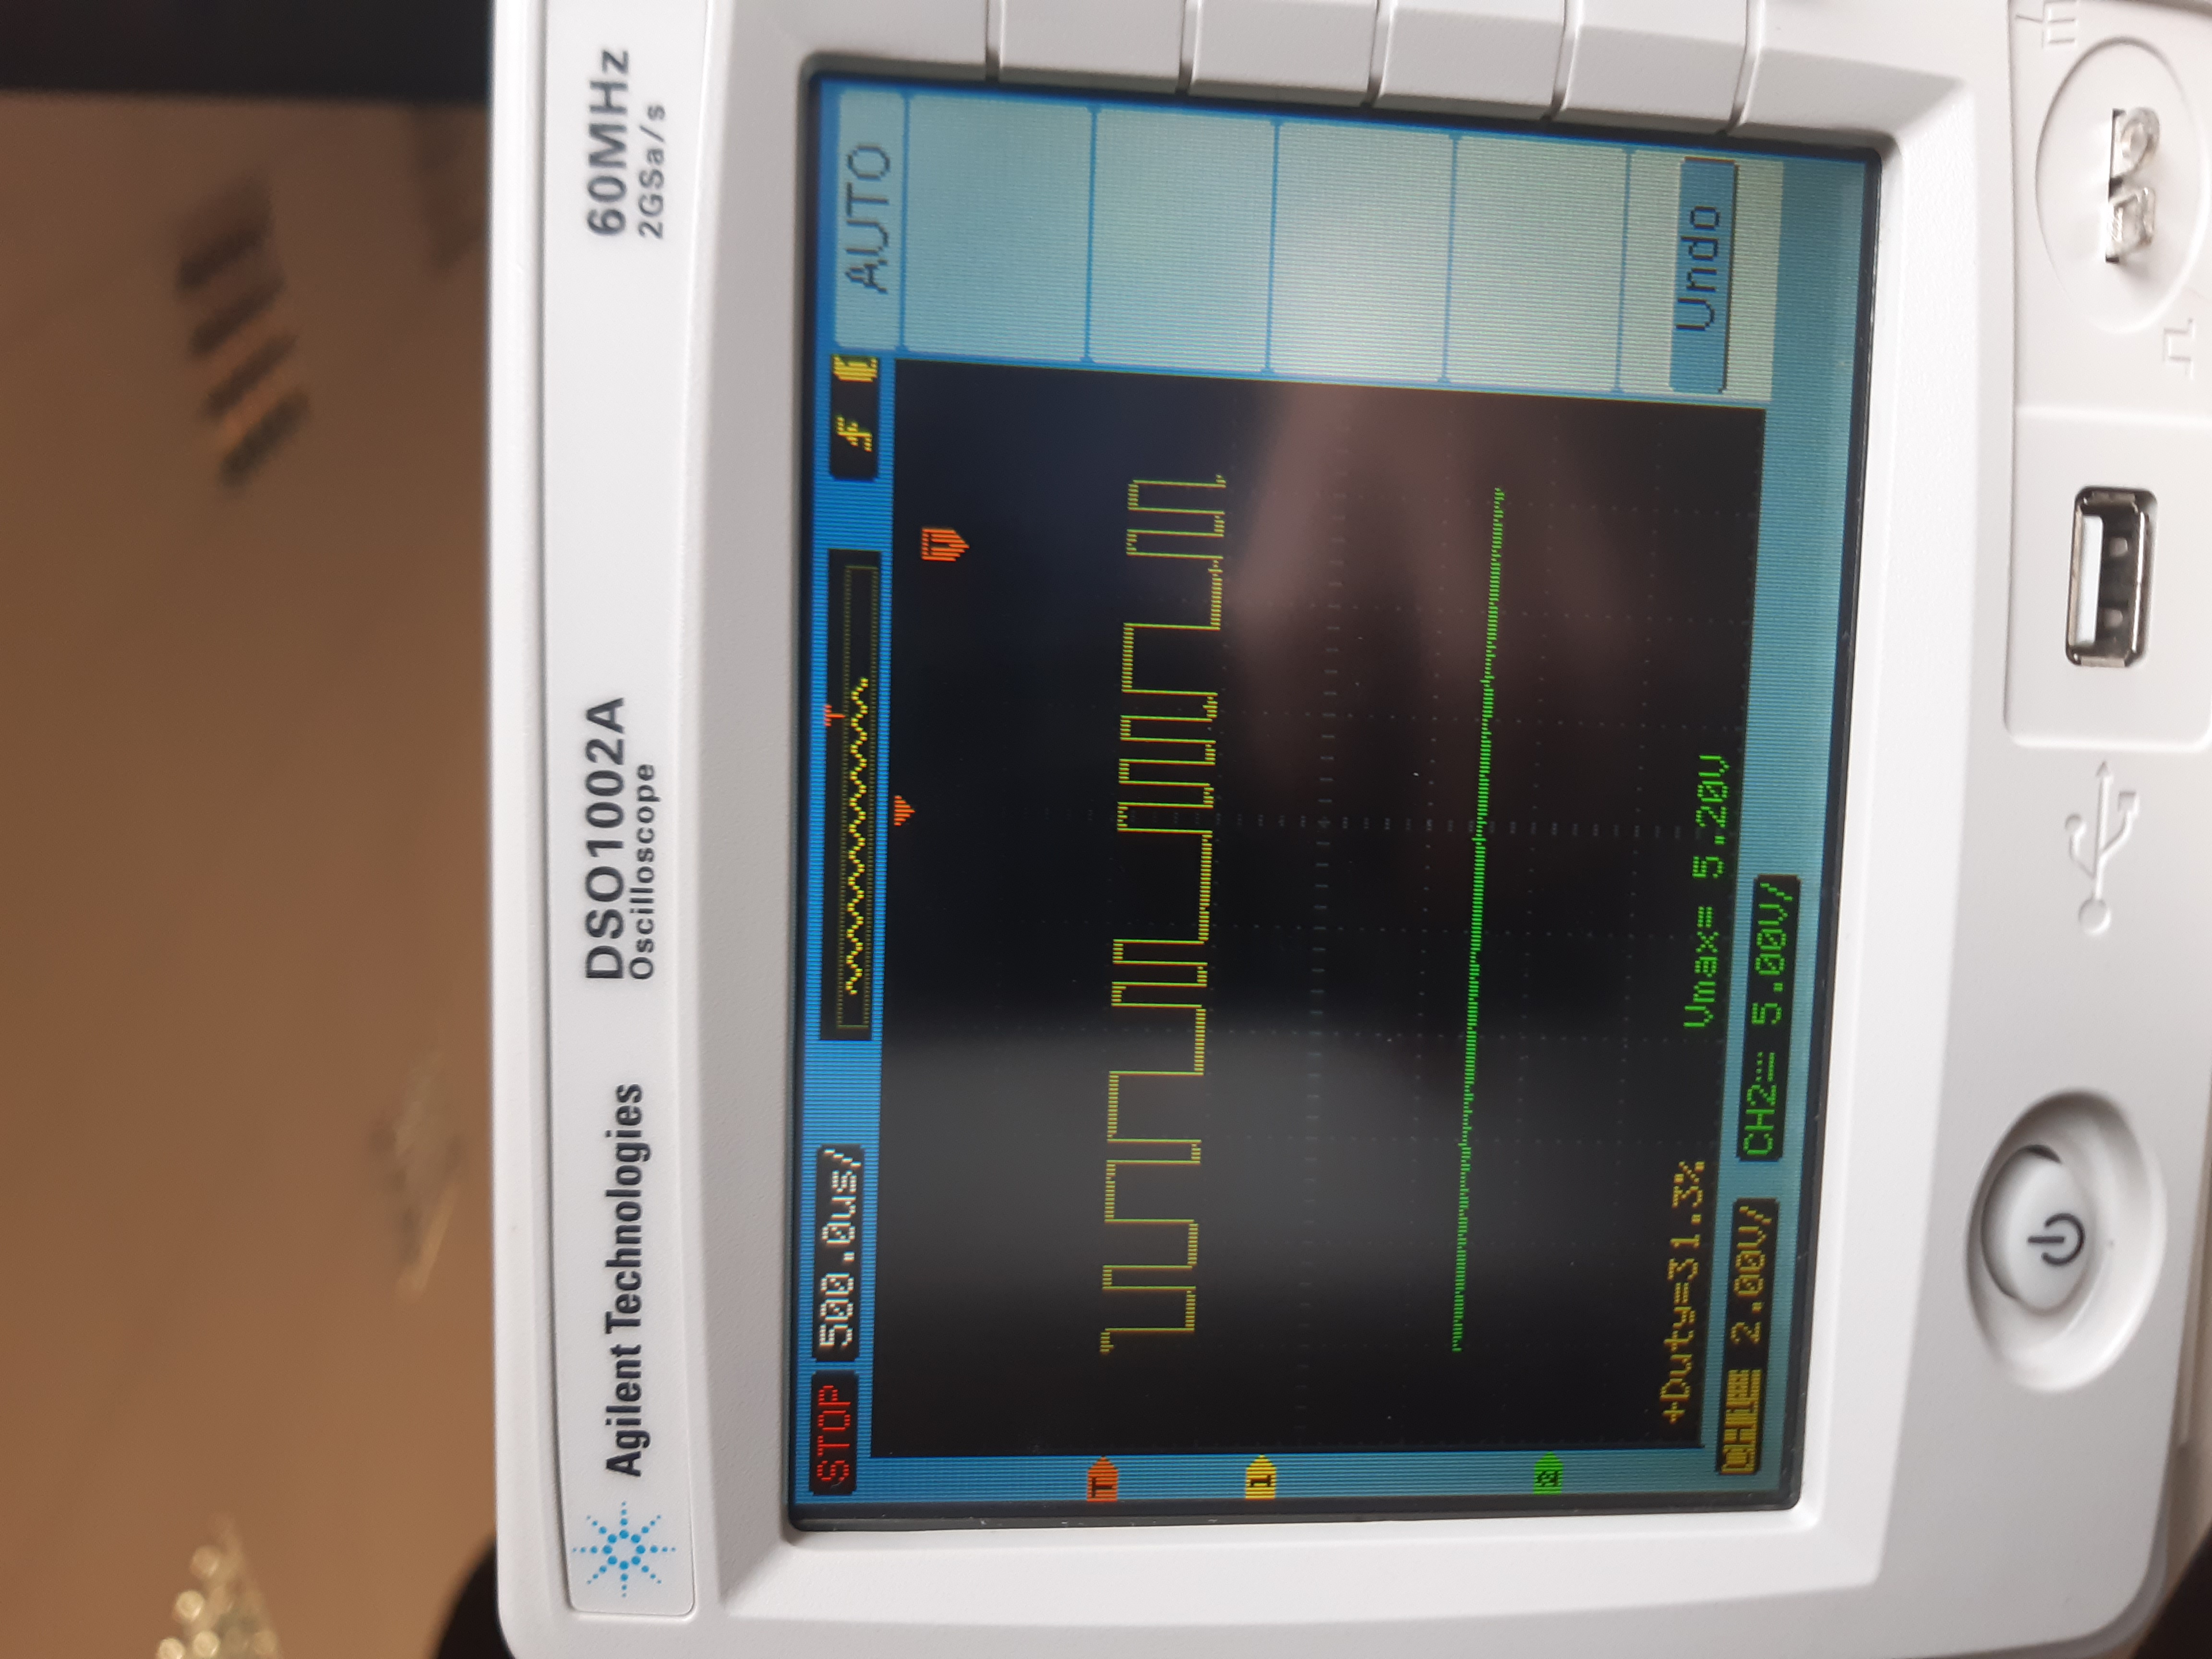 Agilent Technologies
DSO1002A
Oscilloscope
60MHz
2GSa/s
STOP
500.0us/
T
AUTO
T
T
1
2
+Duty=31.3%
Vmax= 5.20V
Undo
CH1 2.00V/
CH2 5.00V/